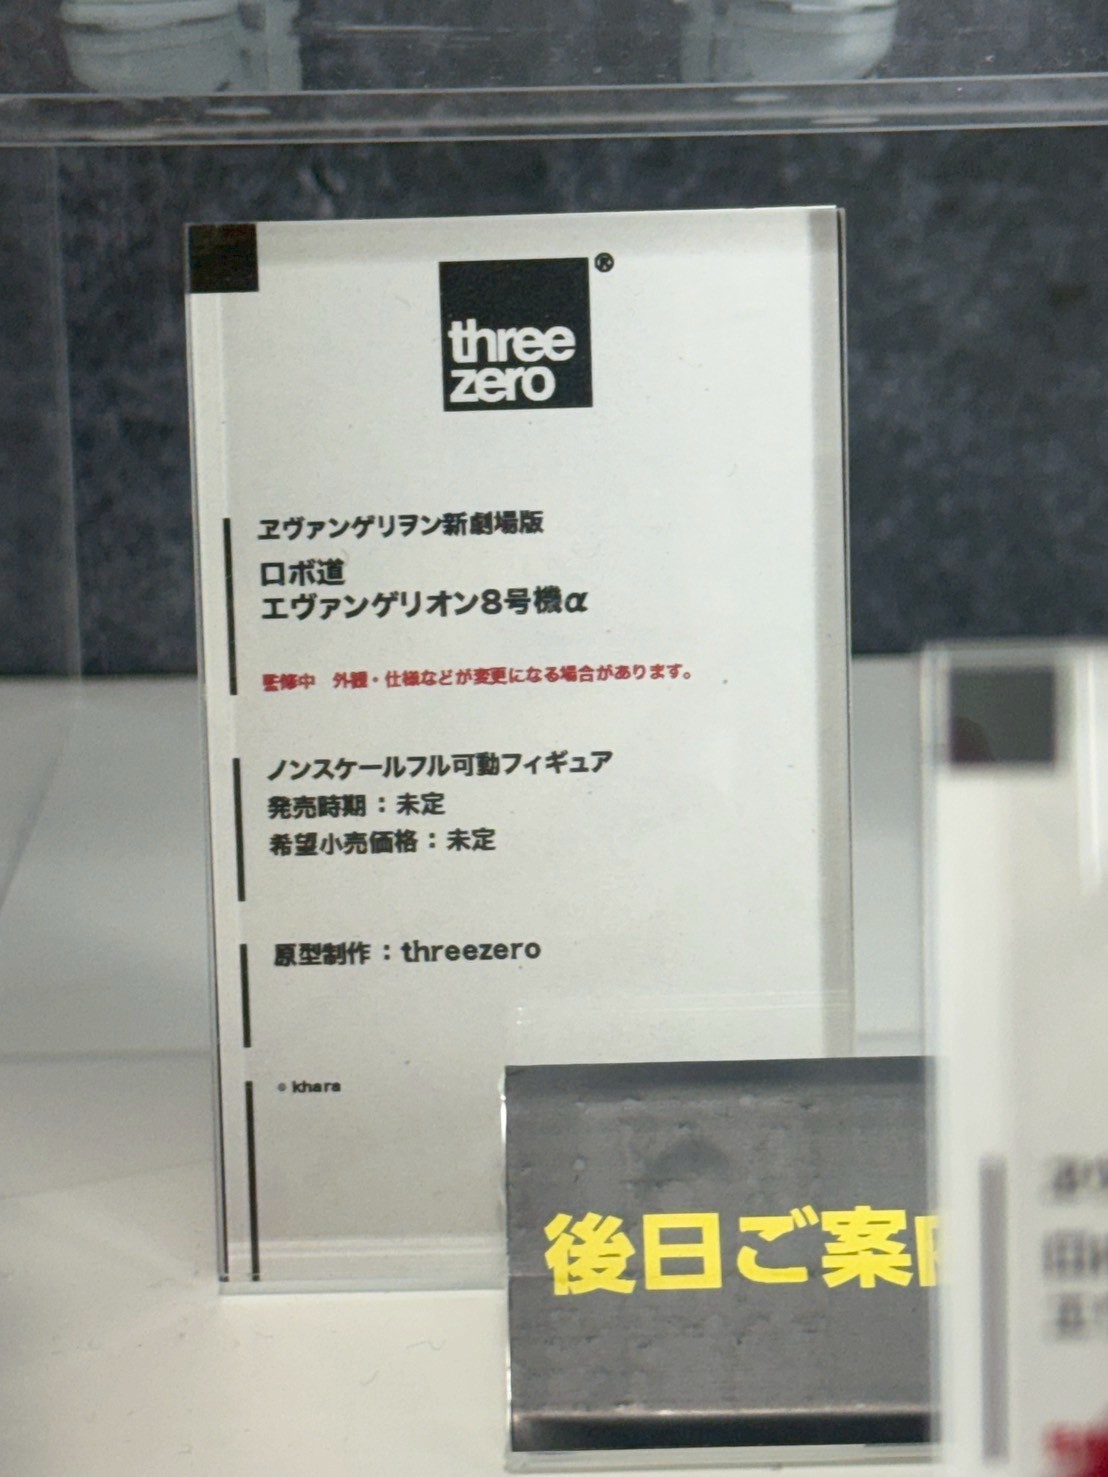 three
zero
®
ヱヴァンゲリヲン新劇場版
ロボ道
エヴァンゲリオン8号機α
監修中 外観・仕様などが変更になる場合があります。
ノンスケールフル可動フィギュア
発売時期：未定
希望小売価格：未定
原型制作：threezero
© khara
後日ご案